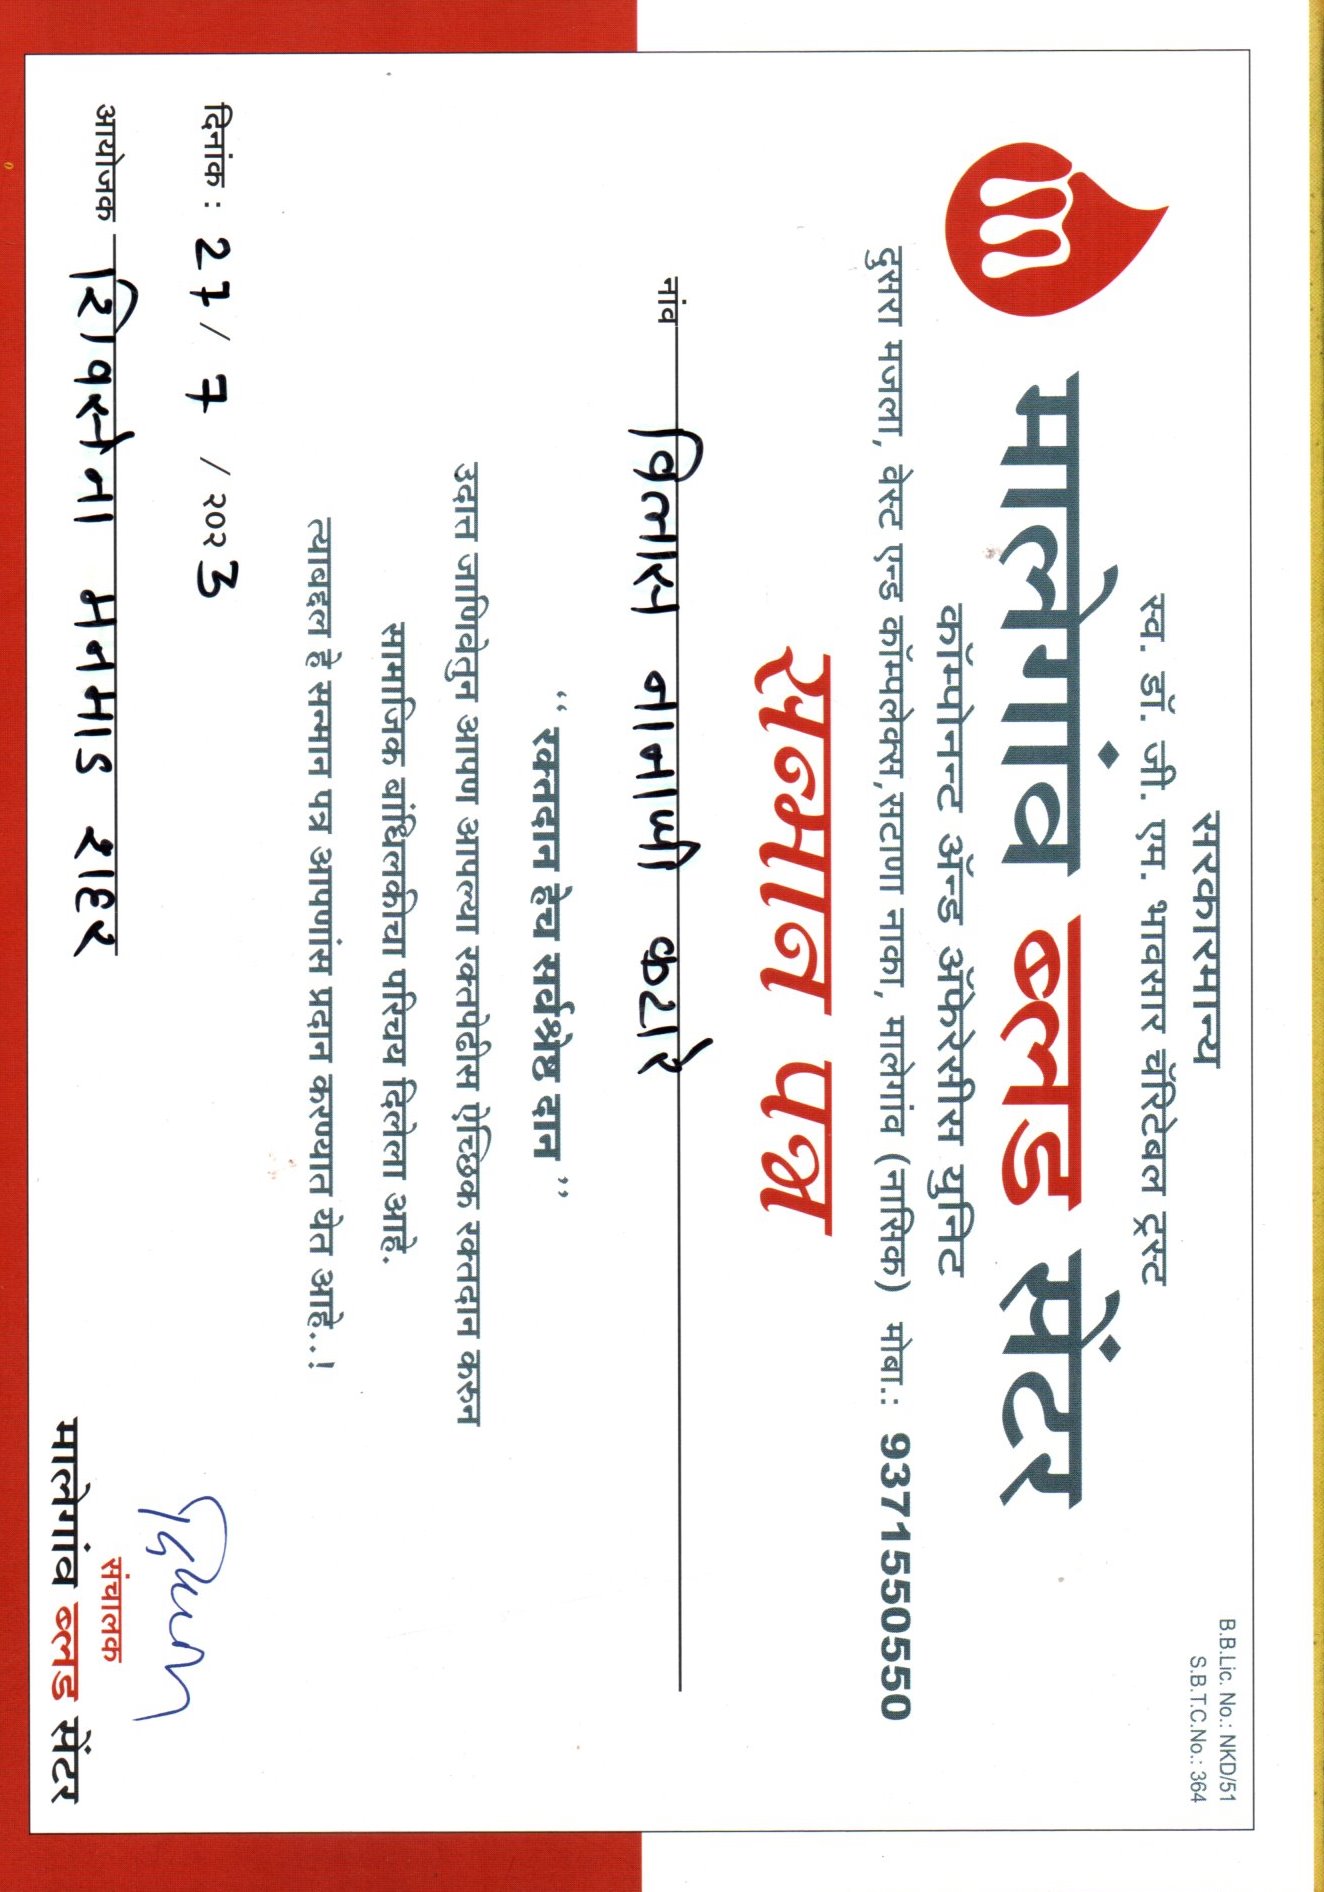 B.B.Lic. No.: NKD/51
S.B.T.C.No.: 364
सरकारमान्य
स्व. डॉ. जी. एम. भावसार चॅरिटेबल ट्रस्ट
मालेगांव ब्लड सेंटर
कॉम्पोनन्ट ॲन्ड ॲफेरेसीस युनिट
दुसरा मजला, वेस्ट एन्ड कॉम्पलेक्स,सटाणा नाका, मालेगांव (नासिक) मोबा.: 9371550550
सन्मान पत्र
नांव विलास नानाजी कटारे
“ रक्तदान हेच सर्वश्रेष्ठ दान ”
उदात्त जाणिवेतुन आपण आपल्या रक्तपेढीस ऐच्छिक रक्तदान करुन
सामाजिक बांधिलकीचा परिचय दिलेला आहे.
त्याबद्दल हे सन्मान पत्र आपणांस प्रदान करण्यात येत आहे..!
दिनांक : 27 / 7 / २०२3
आयोजक शिवसेना मनमाड शहर
संचालक
मालेगांव ब्लड सेंटर